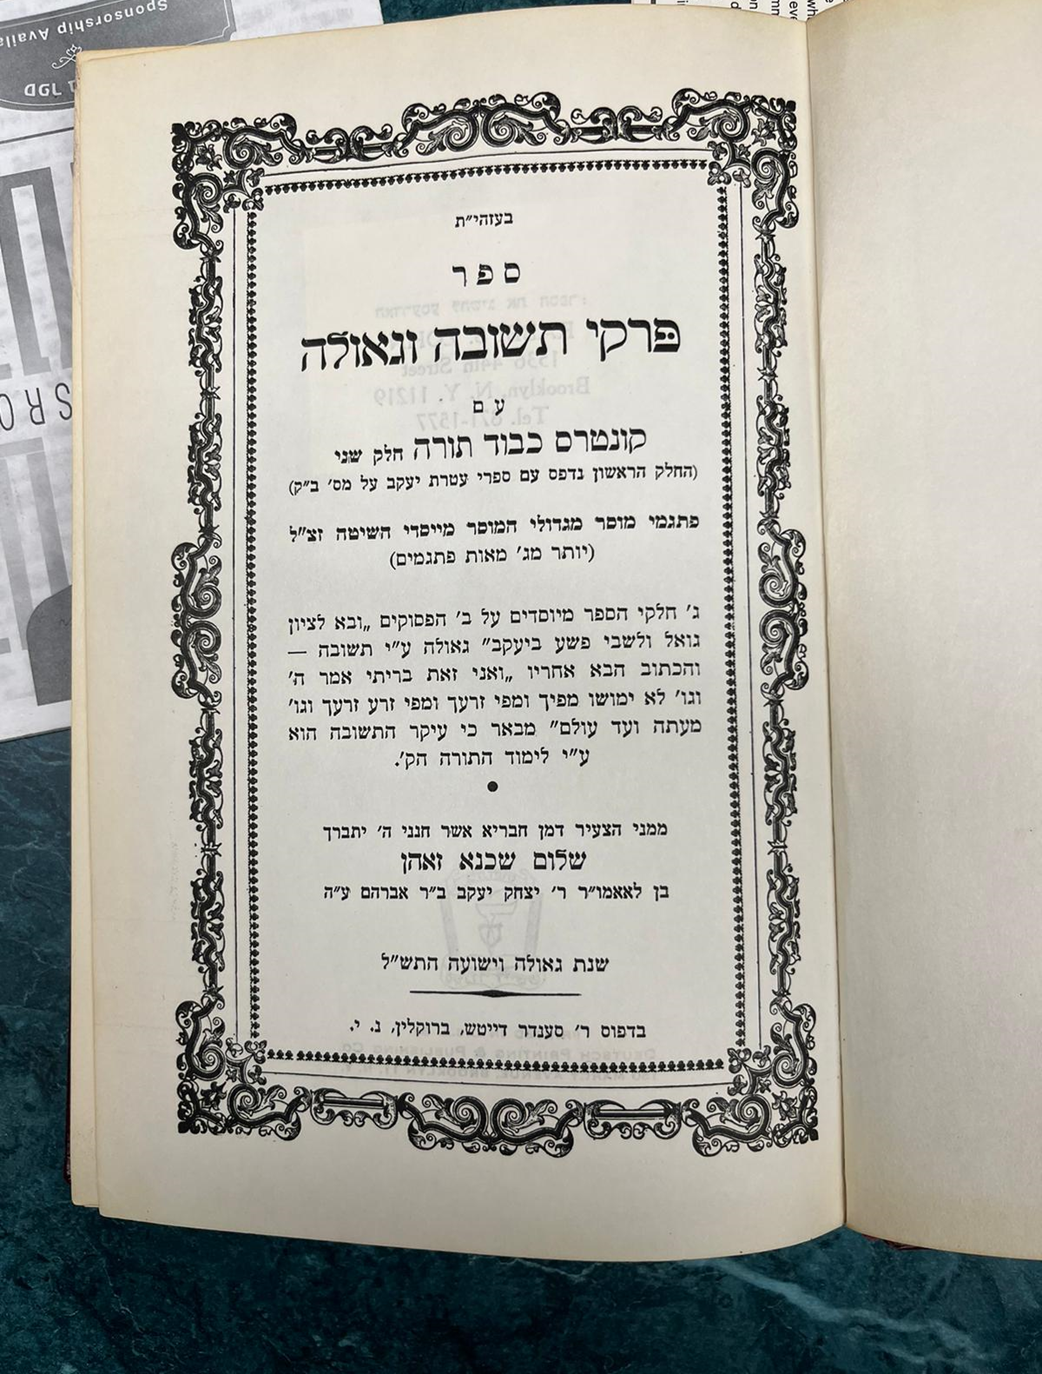 Sponsorship Availa
ספר ב
SRO
בעזהי״ת
ספר
פרקי תשובה וגאולה
עם
קונטרס כבוד תורה חלק שני
(החלק הראשון נדפס עם ספרי עטרת יעקב על מס׳ ב״ק)
פתגמי מוסר מגדולי המוסר מייסדי השיטה זצ״ל
(יותר מג׳ מאות פתגמים)
ג׳ חלקי הספר מיוסדים על ב׳ הפסוקים „ובא לציון
גואל ולשבי פשע ביעקב״ גאולה ע״י תשובה —
והכתוב הבא אחריו „ואני זאת בריתי אמר ה׳
וגו׳ לא ימושו מפיך ומפי זרעך ומפי זרע זרעך וגו׳
מעתה ועד עולם״ מבאר כי עיקר התשובה הוא
ע״י לימוד התורה הק׳.
ממני הצעיר דמן חבריא אשר חנני ה׳ יתברך
שלום שכנא זאהן
בן לאאמו״ר ר׳ יצחק יעקב ב״ר אברהם ע״ה
שנת גאולה וישועה התש״ל
בדפוס ר׳ סענדר דייטש, ברוקלין, נ. י.